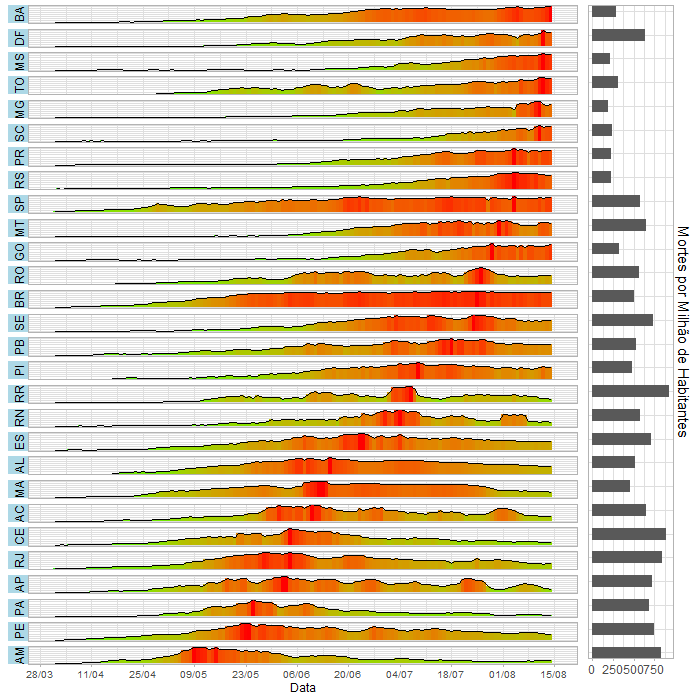 BA
DF
MS
TO
MG
SC
PR
RS
SP
MT
GO
RO
BR
SE
PB
PI
RR
RN
ES
AL
MA
AC
CE
RJ
AP
PA
PE
AM
28/03 11/04 25/04 09/05 23/05 06/06 20/06 04/07 18/07 01/08 15/08
Data
0 250500750
Mortes por Milhão de Habitantes